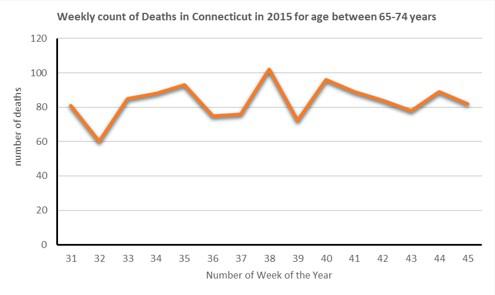 Weekly count of Deaths in Connecticut in 2015 for age between 65-74 years
120
100
80
60
40
20
0
number of deaths
31 32 33 34 35 36 37 38 39 40 41 42 43 44 45
Number of Week of the Year